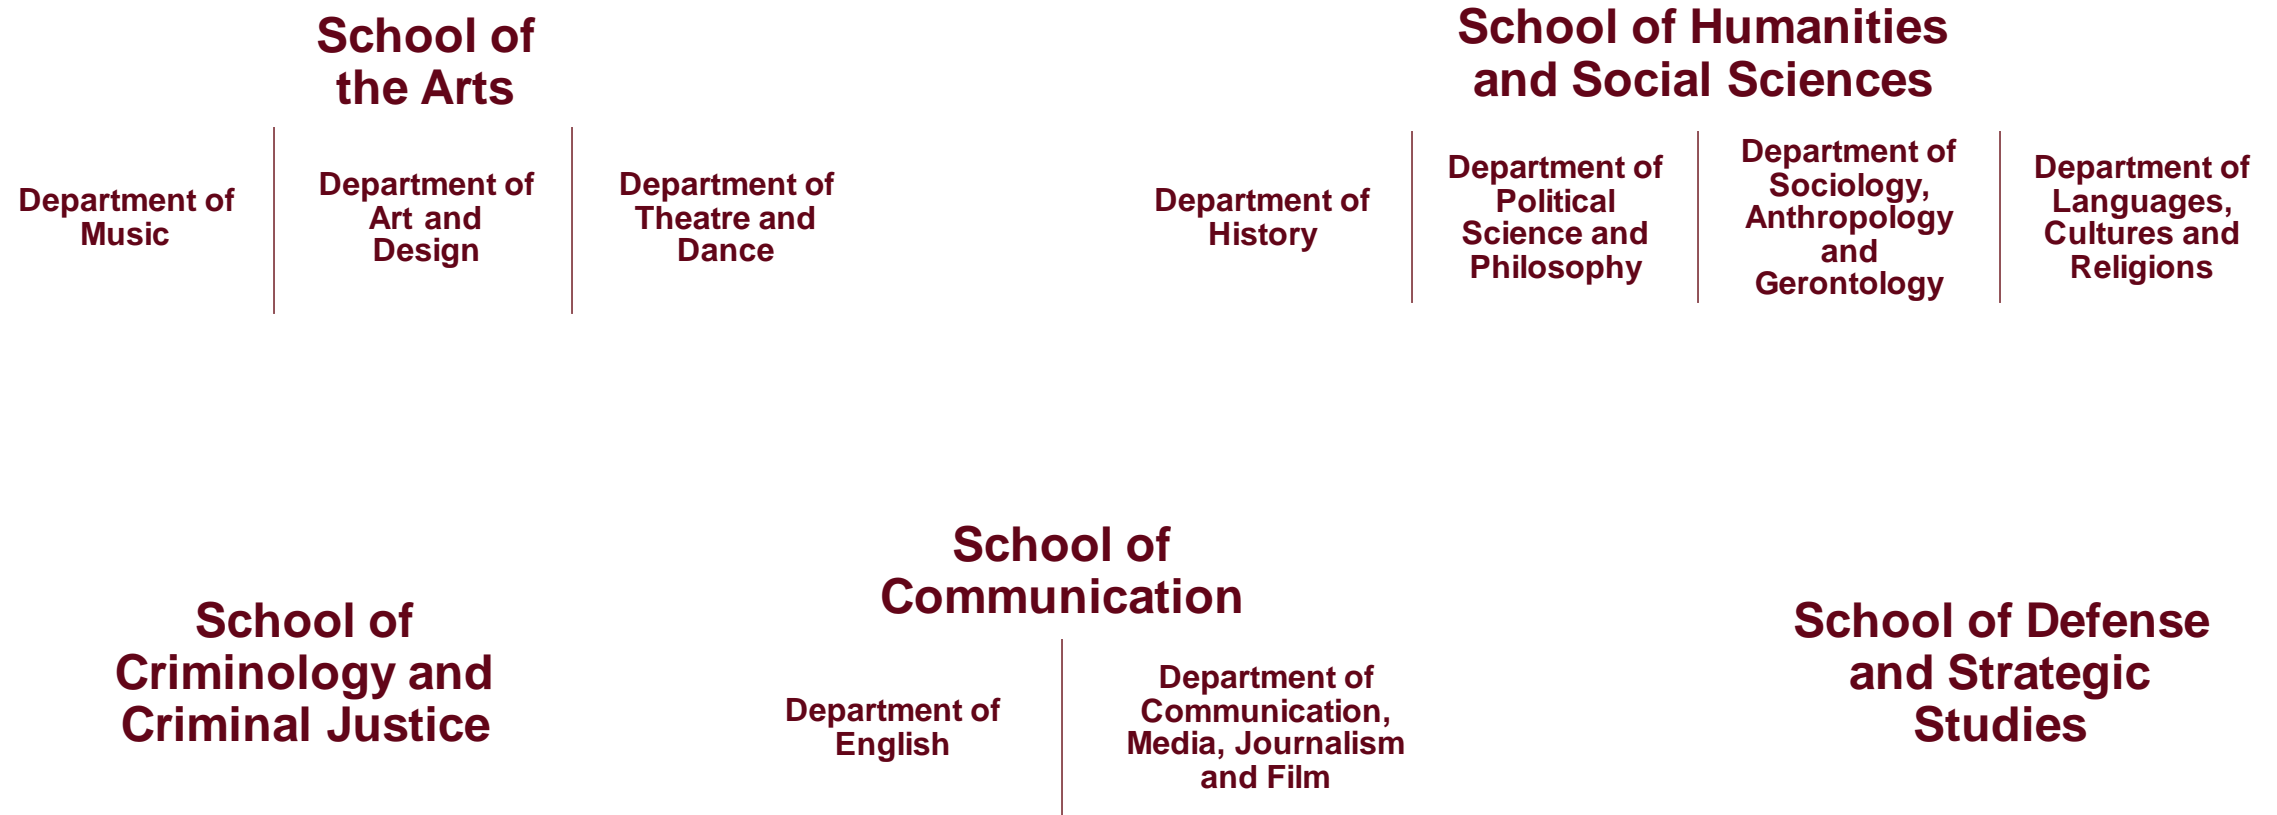 School of
the Arts
Department of
Music
Department of
Art and
Design
Department of
Theatre and
Dance
School of Humanities
and Social Sciences
Department of
History
Department of
Political
Science and
Philosophy
Department of
Sociology,
Anthropology
and
Gerontology
Department of
Languages,
Cultures and
Religions
School of
Criminology and
Criminal Justice
School of
Communication
Department of
English
Department of
Communication,
Media, Journalism
and Film
School of Defense
and Strategic
Studies